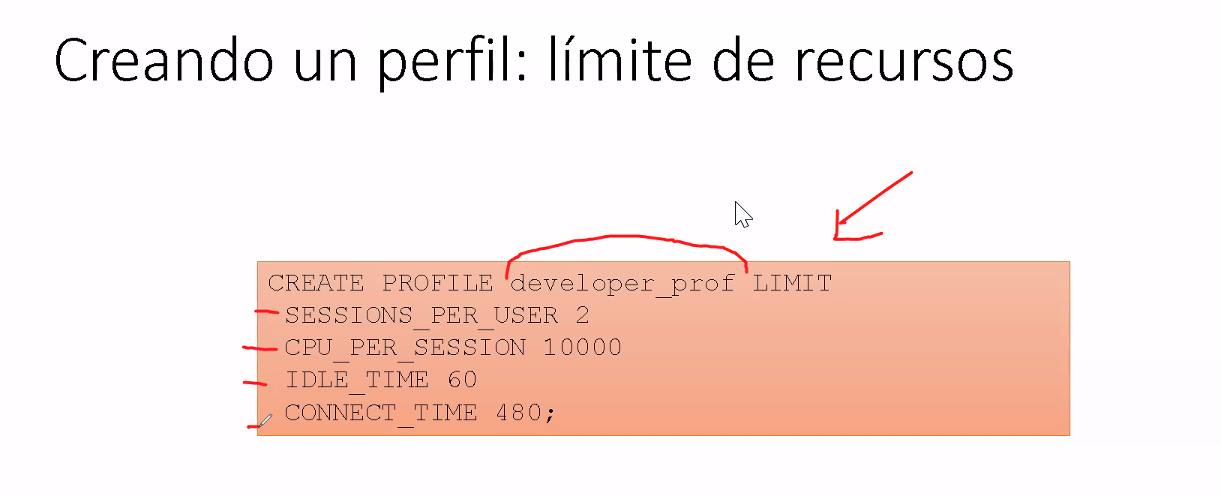 Creando un perfil: límite de recursos
CREATE PROFILE developer_prof LIMIT
SESSIONS_PER_USER 2
CPU_PER_SESSION 10000
IDLE_TIME 60
CONNECT_TIME 480;